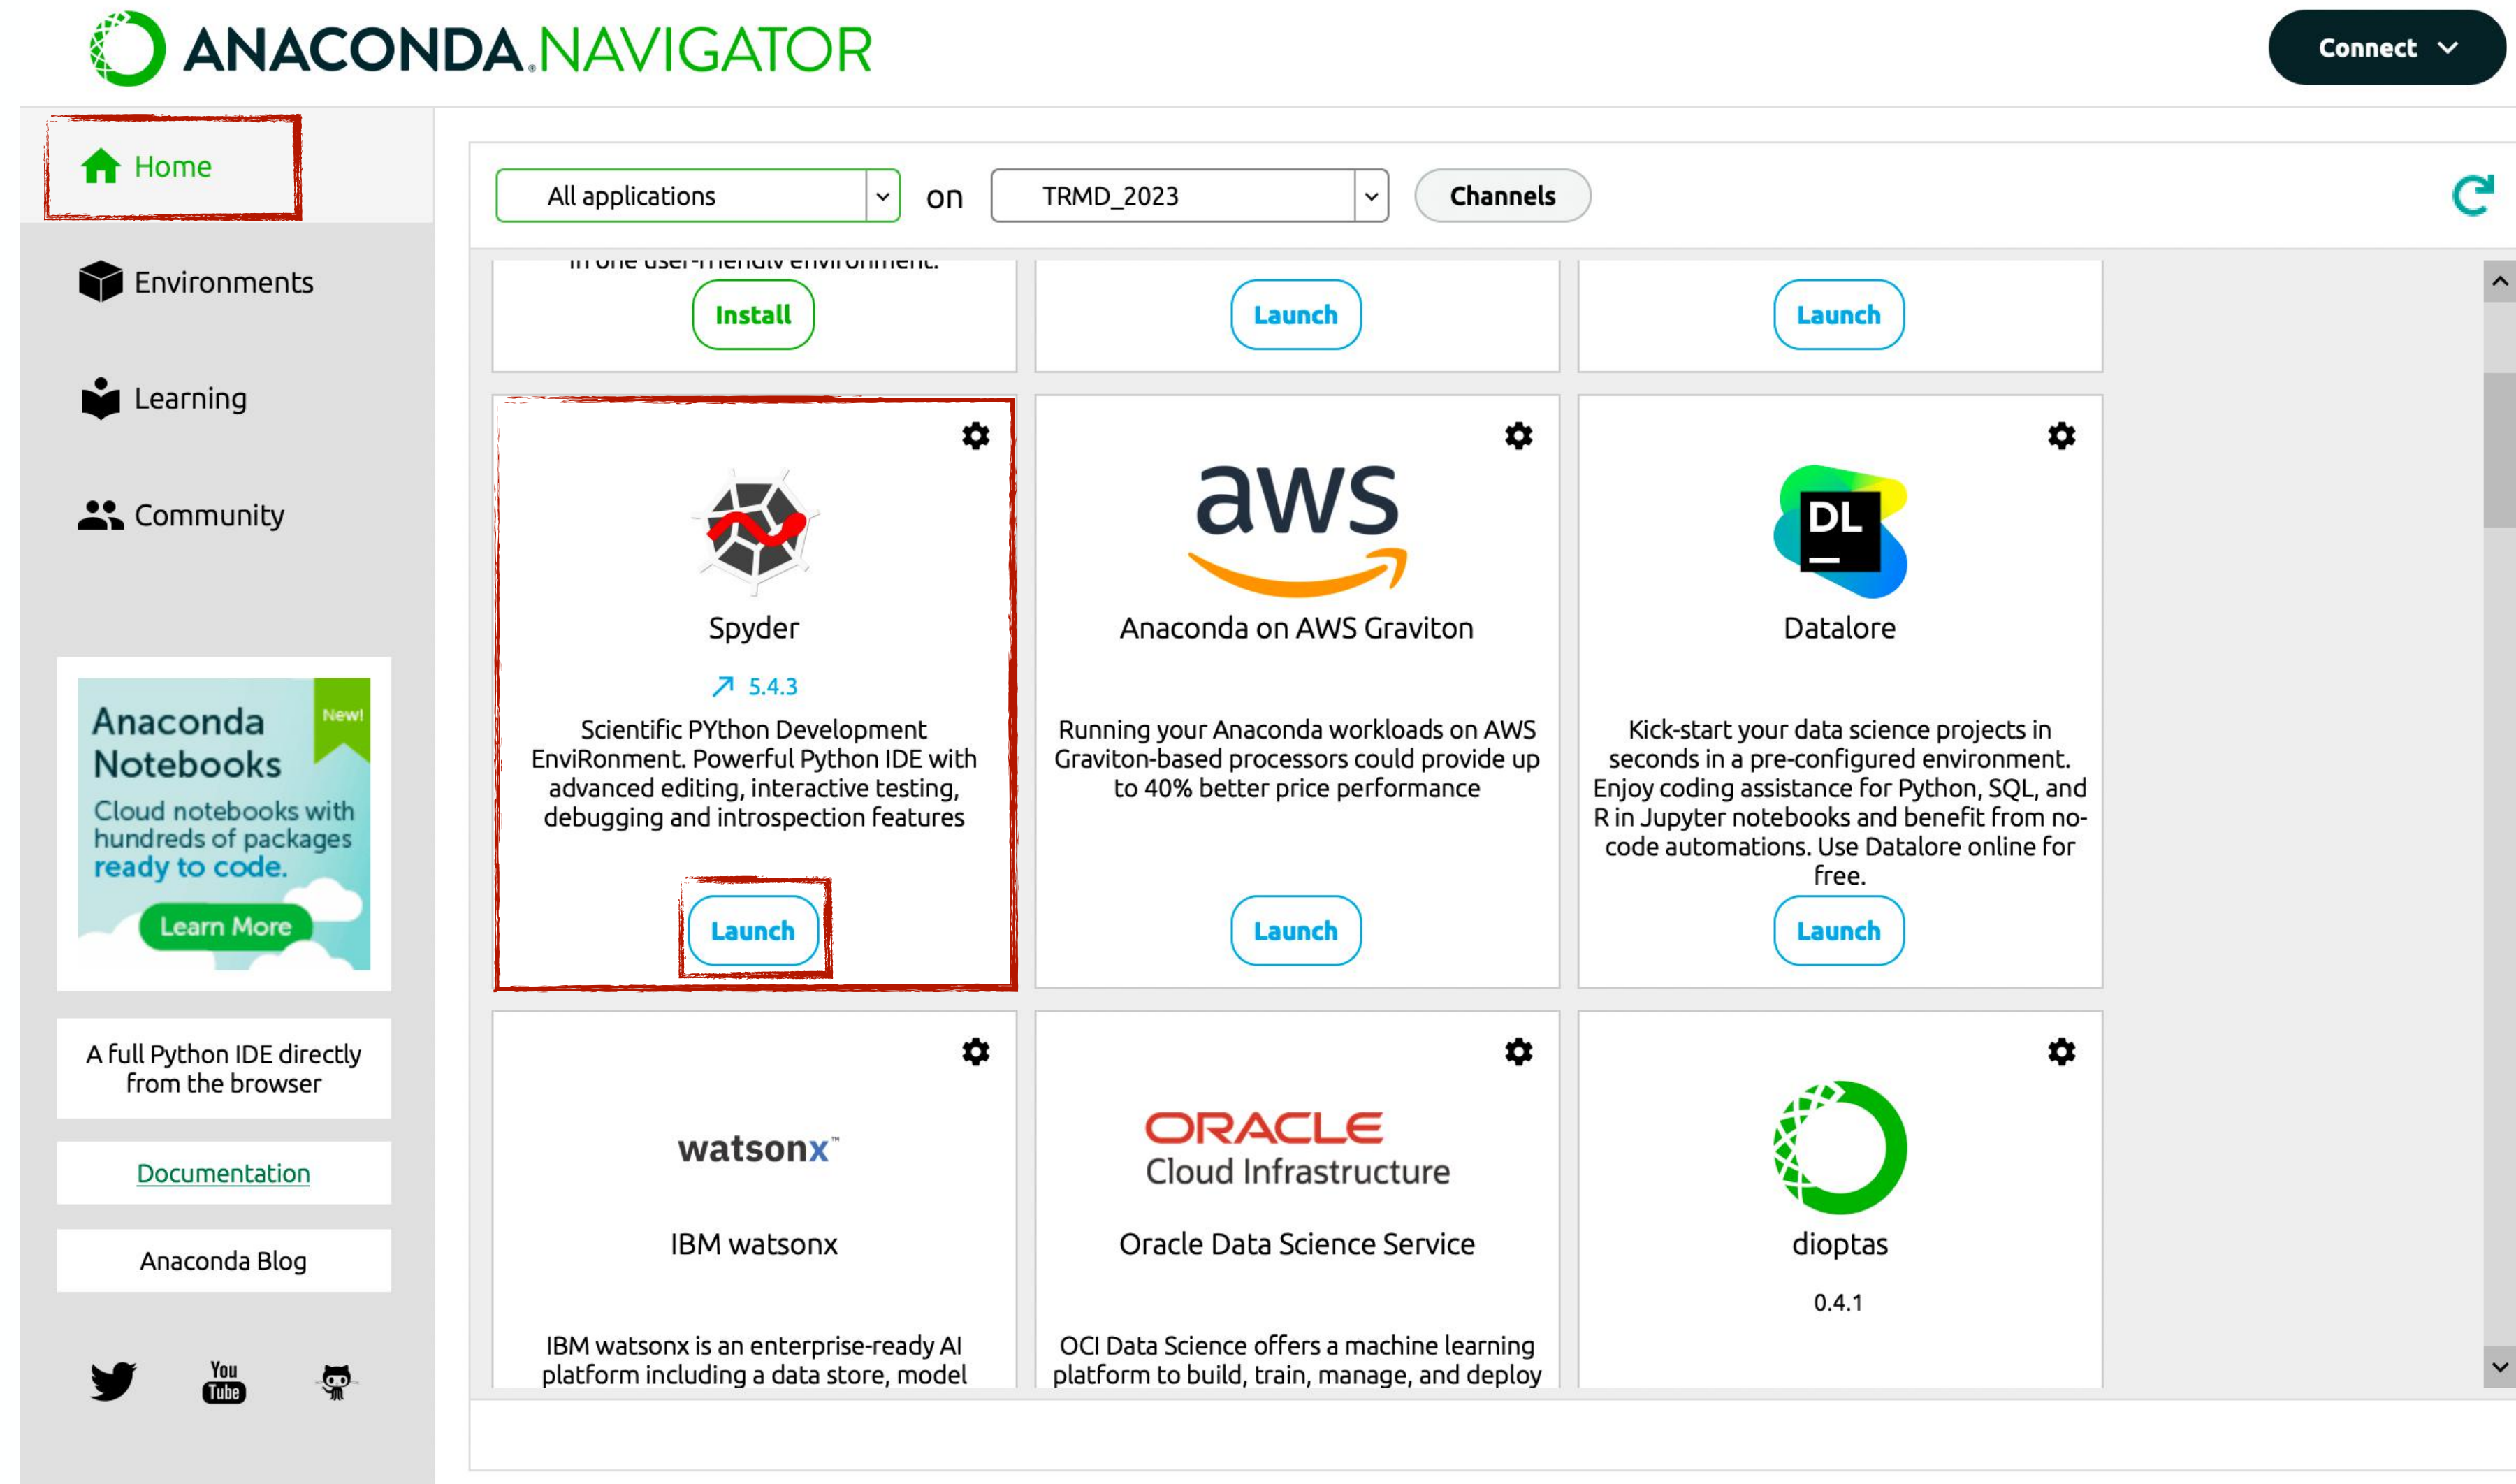 ANACONDA.NAVIGATOR
Connect
Home
Environments
Learning
Community
Anaconda
Notebooks
New!
Cloud notebooks with
hundreds of packages
ready to code.
Learn More
A full Python IDE directly
from the browser
Documentation
Anaconda Blog
You
Tube
All applications
on
TRMD_2023
Channels
in one user-friendly environment.
Install
Launch
Launch
Spyder
5.4.3
Scientific PYthon Development
EnviRonment. Powerful Python IDE with
advanced editing, interactive testing,
debugging and introspection features
Launch
aws
Anaconda on AWS Graviton
Running your Anaconda workloads on AWS
Graviton-based processors could provide up
to 40% better price performance
Launch
DL
Datalore
Kick-start your data science projects in
seconds in a pre-configured environment.
Enjoy coding assistance for Python, SQL, and
R in Jupyter notebooks and benefit from no-
code automations. Use Datalore online for
free.
Launch
watsonx™
IBM watsonx
IBM watsonx is an enterprise-ready AI
platform including a data store, model
ORACLE
Cloud Infrastructure
Oracle Data Science Service
OCI Data Science offers a machine learning
platform to build, train, manage, and deploy
dioptas
0.4.1